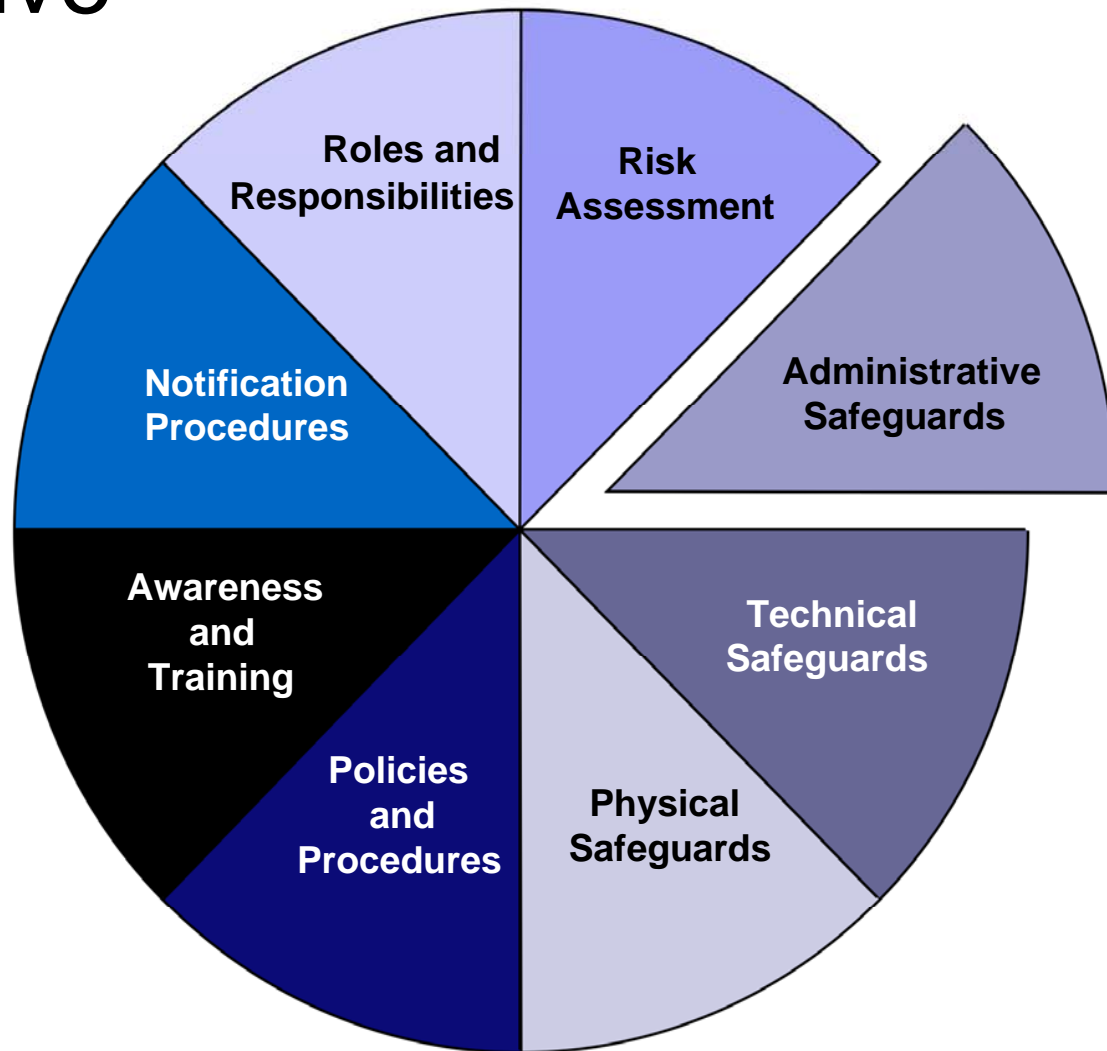 Roles and
Responsibilities
Risk
Assessment
Administrative
Safeguards
Technical
Safeguards
Physical
Safeguards
Policies
and
Procedures
Awareness
and
Training
Notification
Procedures